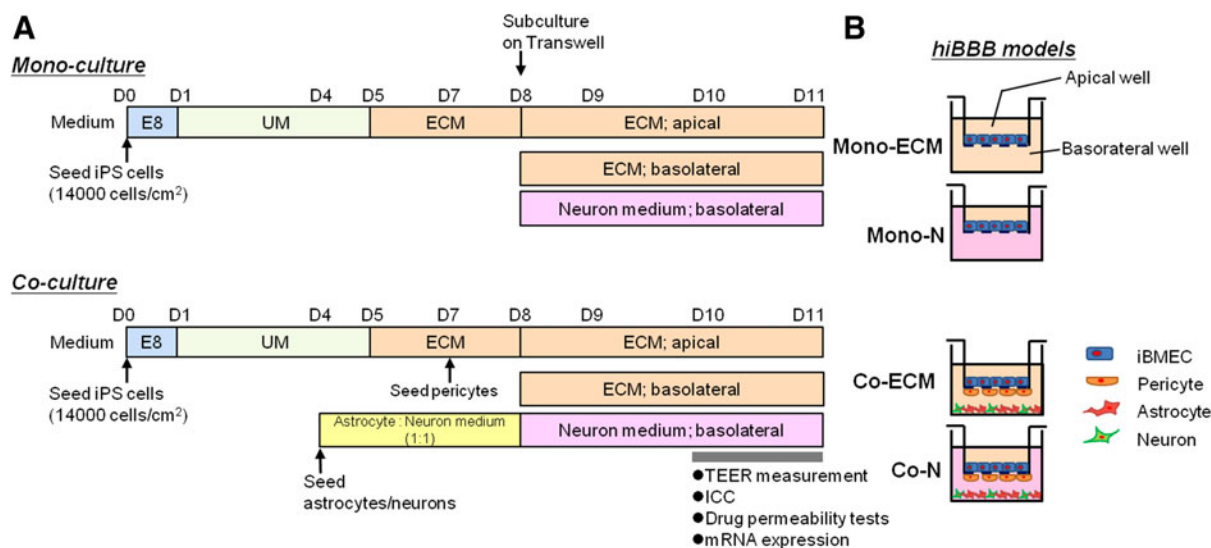 A
Mono-culture
Subculture
on Transwell
D0 D1 D4 D5 D7 D8 D9 D10 D11
Medium E8 UM ECM ECM; apical
Seed iPS cells
(14000 cells/cm²)
ECM; basolateral
Neuron medium; basolateral
Co-culture
D0 D1 D4 D5 D7 D8 D9 D10 D11
Medium E8 UM ECM ECM; apical
Seed iPS cells
(14000 cells/cm²)
Seed pericytes
ECM; basolateral
Astrocyte : Neuron medium
(1:1)
Neuron medium; basolateral
Seed
astrocytes/neurons
●TEER measurement
●ICC
●Drug permeability tests
●mRNA expression
B
hiBBB models
Apical well
Mono-ECM
Basorateral well
Mono-N
Co-ECM
Co-N
iBMEC
Pericyte
Astrocyte
Neuron